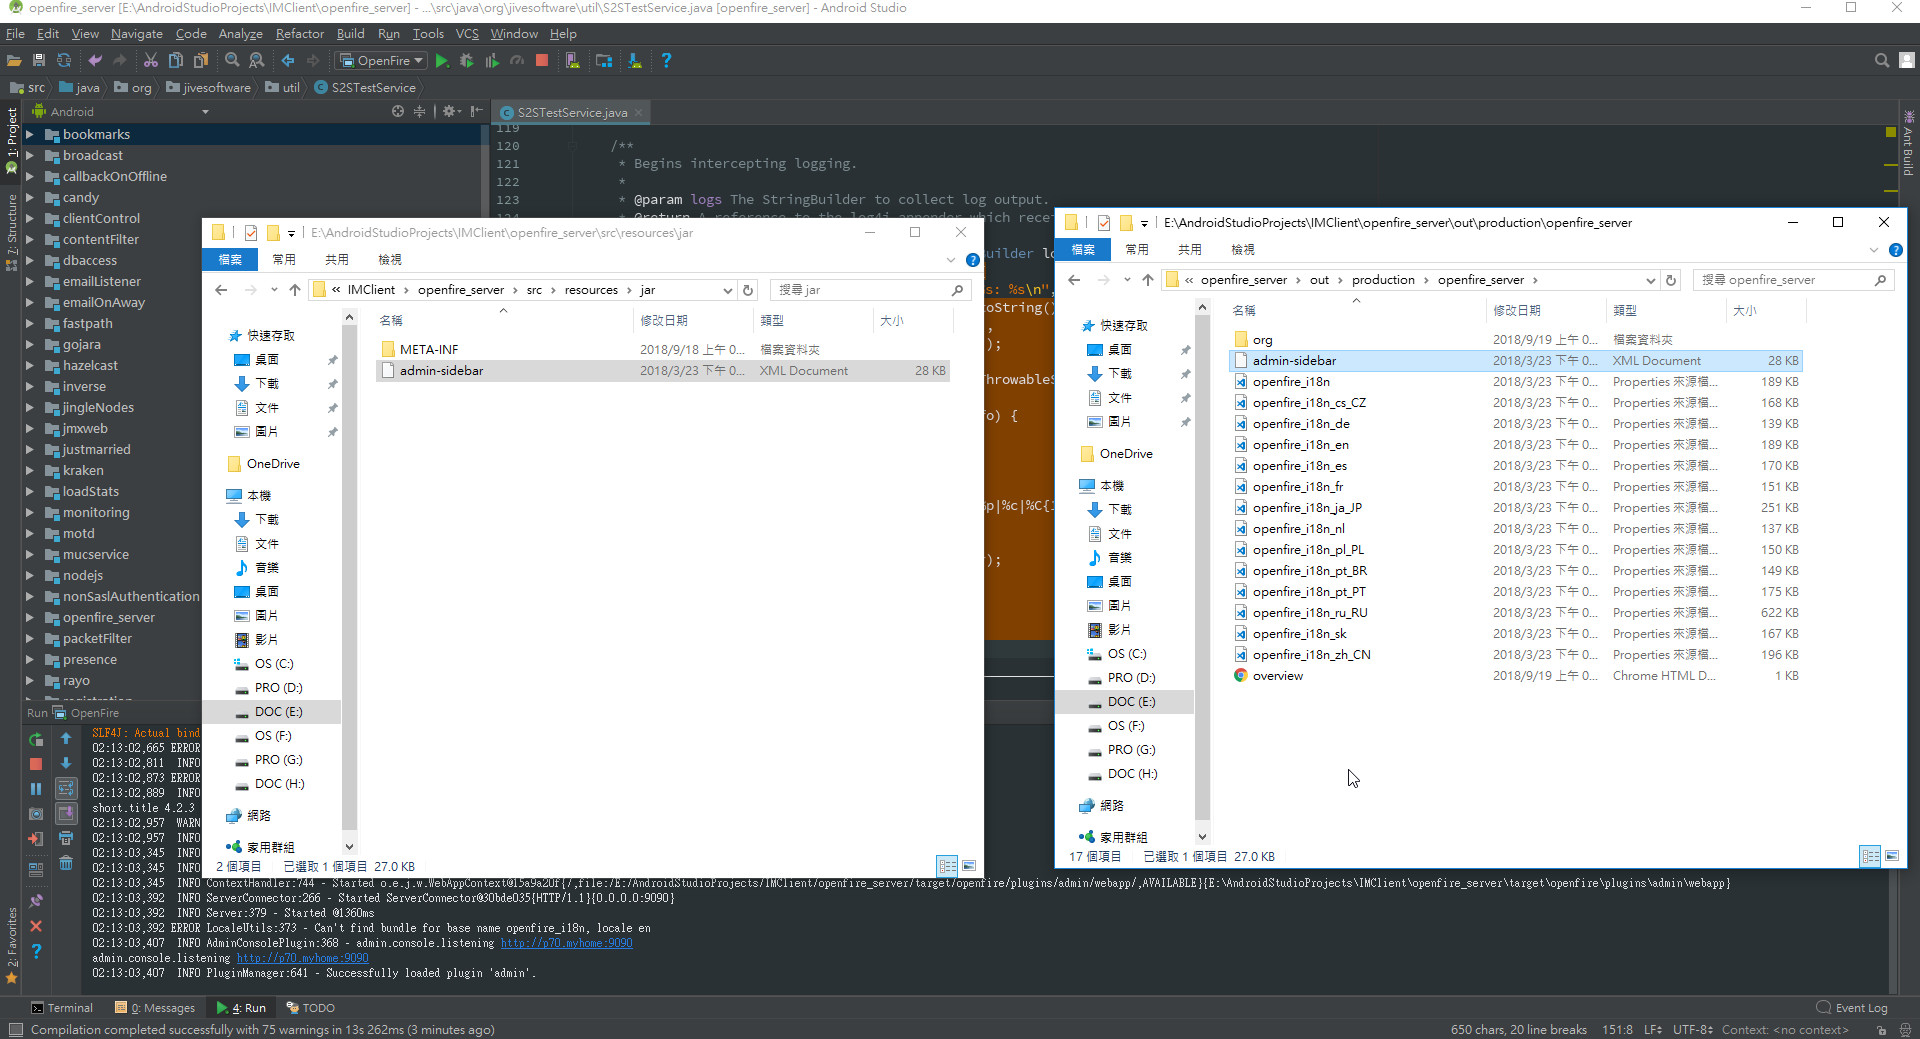 openfire_server [E:\AndroidStudioProjects\IMClient\openfire_server] - ...\src\java\org\jivesoftware\util\S2STestService.java [openfire_server] - Android Studio
File Edit View Navigate Code Analyze Refactor Build Run Tools VCS Window Help
OpenFire
src java org jivesoftware util S2STestService
Android
S2STestService.java
1: Project
7: Structure
2: Favorites
Ant Build
bookmarks
broadcast
callbackOnOffline
candy
clientControl
contentFilter
dbaccess
emailListener
emailOnAway
fastpath
gojara
hazelcast
inverse
jingleNodes
jmxweb
justmarried
kraken
loadStats
monitoring
motd
mucservice
nodejs
nonSaslAuthentication
openfire_server
packetFilter
presence
rayo
registration
119
120 /**
121 * Begins intercepting logging.
122 *
123 * @param logs The StringBuilder to collect log output.
124 * @return A reference to the log4j appender which rece
uilder lo
s: %s\n",
oString()
,
);
ThrowableS
o) {
%p|%c|%C{1
);
E:\AndroidStudioProjects\IMClient\openfire_server\src\resources\jar
檔案 常用 共用 檢視
« IMClient › openfire_server › src › resources › jar
搜尋 jar
名稱 修改日期 類型 大小
META-INF 2018/9/18 上午 0... 檔案資料夾
admin-sidebar 2018/3/23 下午 0... XML Document 28 KB
快速存取
桌面
下載
文件
圖片
OneDrive
本機
下載
文件
音樂
桌面
圖片
影片
OS (C:)
PRO (D:)
DOC (E:)
OS (F:)
PRO (G:)
DOC (H:)
網路
家用群組
2 個項目 已選取 1 個項目 27.0 KB
E:\AndroidStudioProjects\IMClient\openfire_server\out\production\openfire_server
檔案 常用 共用 檢視
« openfire_server › out › production › openfire_server ›
搜尋 openfire_server
名稱 修改日期 類型 大小
org 2018/9/19 上午 0... 檔案資料夾
admin-sidebar 2018/3/23 下午 0... XML Document 28 KB
openfire_i18n 2018/3/23 下午 0... Properties 來源檔... 189 KB
openfire_i18n_cs_CZ 2018/3/23 下午 0... Properties 來源檔... 168 KB
openfire_i18n_de 2018/3/23 下午 0... Properties 來源檔... 139 KB
openfire_i18n_en 2018/3/23 下午 0... Properties 來源檔... 189 KB
openfire_i18n_es 2018/3/23 下午 0... Properties 來源檔... 170 KB
openfire_i18n_fr 2018/3/23 下午 0... Properties 來源檔... 151 KB
openfire_i18n_ja_JP 2018/3/23 下午 0... Properties 來源檔... 251 KB
openfire_i18n_nl 2018/3/23 下午 0... Properties 來源檔... 137 KB
openfire_i18n_pl_PL 2018/3/23 下午 0... Properties 來源檔... 150 KB
openfire_i18n_pt_BR 2018/3/23 下午 0... Properties 來源檔... 149 KB
openfire_i18n_pt_PT 2018/3/23 下午 0... Properties 來源檔... 175 KB
openfire_i18n_ru_RU 2018/3/23 下午 0... Properties 來源檔... 622 KB
openfire_i18n_sk 2018/3/23 下午 0... Properties 來源檔... 167 KB
openfire_i18n_zh_CN 2018/3/23 下午 0... Properties 來源檔... 196 KB
overview 2018/9/19 上午 0... Chrome HTML D... 1 KB
快速存取
桌面
下載
文件
圖片
OneDrive
本機
下載
文件
音樂
桌面
圖片
影片
OS (C:)
PRO (D:)
DOC (E:)
OS (F:)
PRO (G:)
DOC (H:)
網路
家用群組
17 個項目 已選取 1 個項目 27.0 KB
Run OpenFire
SLF4J: Actual bind
02:13:02,665 ERROR
02:13:02,811 INFO
02:13:02,873 ERROR
02:13:02,889 INFO
short.title 4.2.3
02:13:02,957 WARN
02:13:02,957 INFO
02:13:03,345 INFO
02:13:03,345 INFO
02:13:03,345 INFO ContextHandler:744 - Started o.e.j.w.WebAppContext@15a9a20f{/,file:/E:/AndroidStudioProjects/IMClient/openfire_server/target/openfire/plugins/admin/webapp/,AVAILABLE}{E:\AndroidStudioProjects\IMClient\openfire_server\target\openfire\plugins\admin\webapp}
02:13:03,392 INFO ServerConnector:266 - Started ServerConnector@30bde035{HTTP/1.1}{0.0.0.0:9090}
02:13:03,392 INFO Server:379 - Started @1360ms
02:13:03,392 ERROR LocaleUtils:373 - Can't find bundle for base name openfire_i18n, locale en
02:13:03,407 INFO AdminConsolePlugin:368 - admin.console.listening http://p70.myhome:9090
admin.console.listening http://p70.myhome:9090
02:13:03,407 INFO PluginManager:641 - Successfully loaded plugin 'admin'.
Terminal 0: Messages 4: Run TODO Event Log
Compilation completed successfully with 75 warnings in 13s 262ms (3 minutes ago) 650 chars, 20 line breaks 151:8 LF÷ UTF-8÷ Context: <no context>